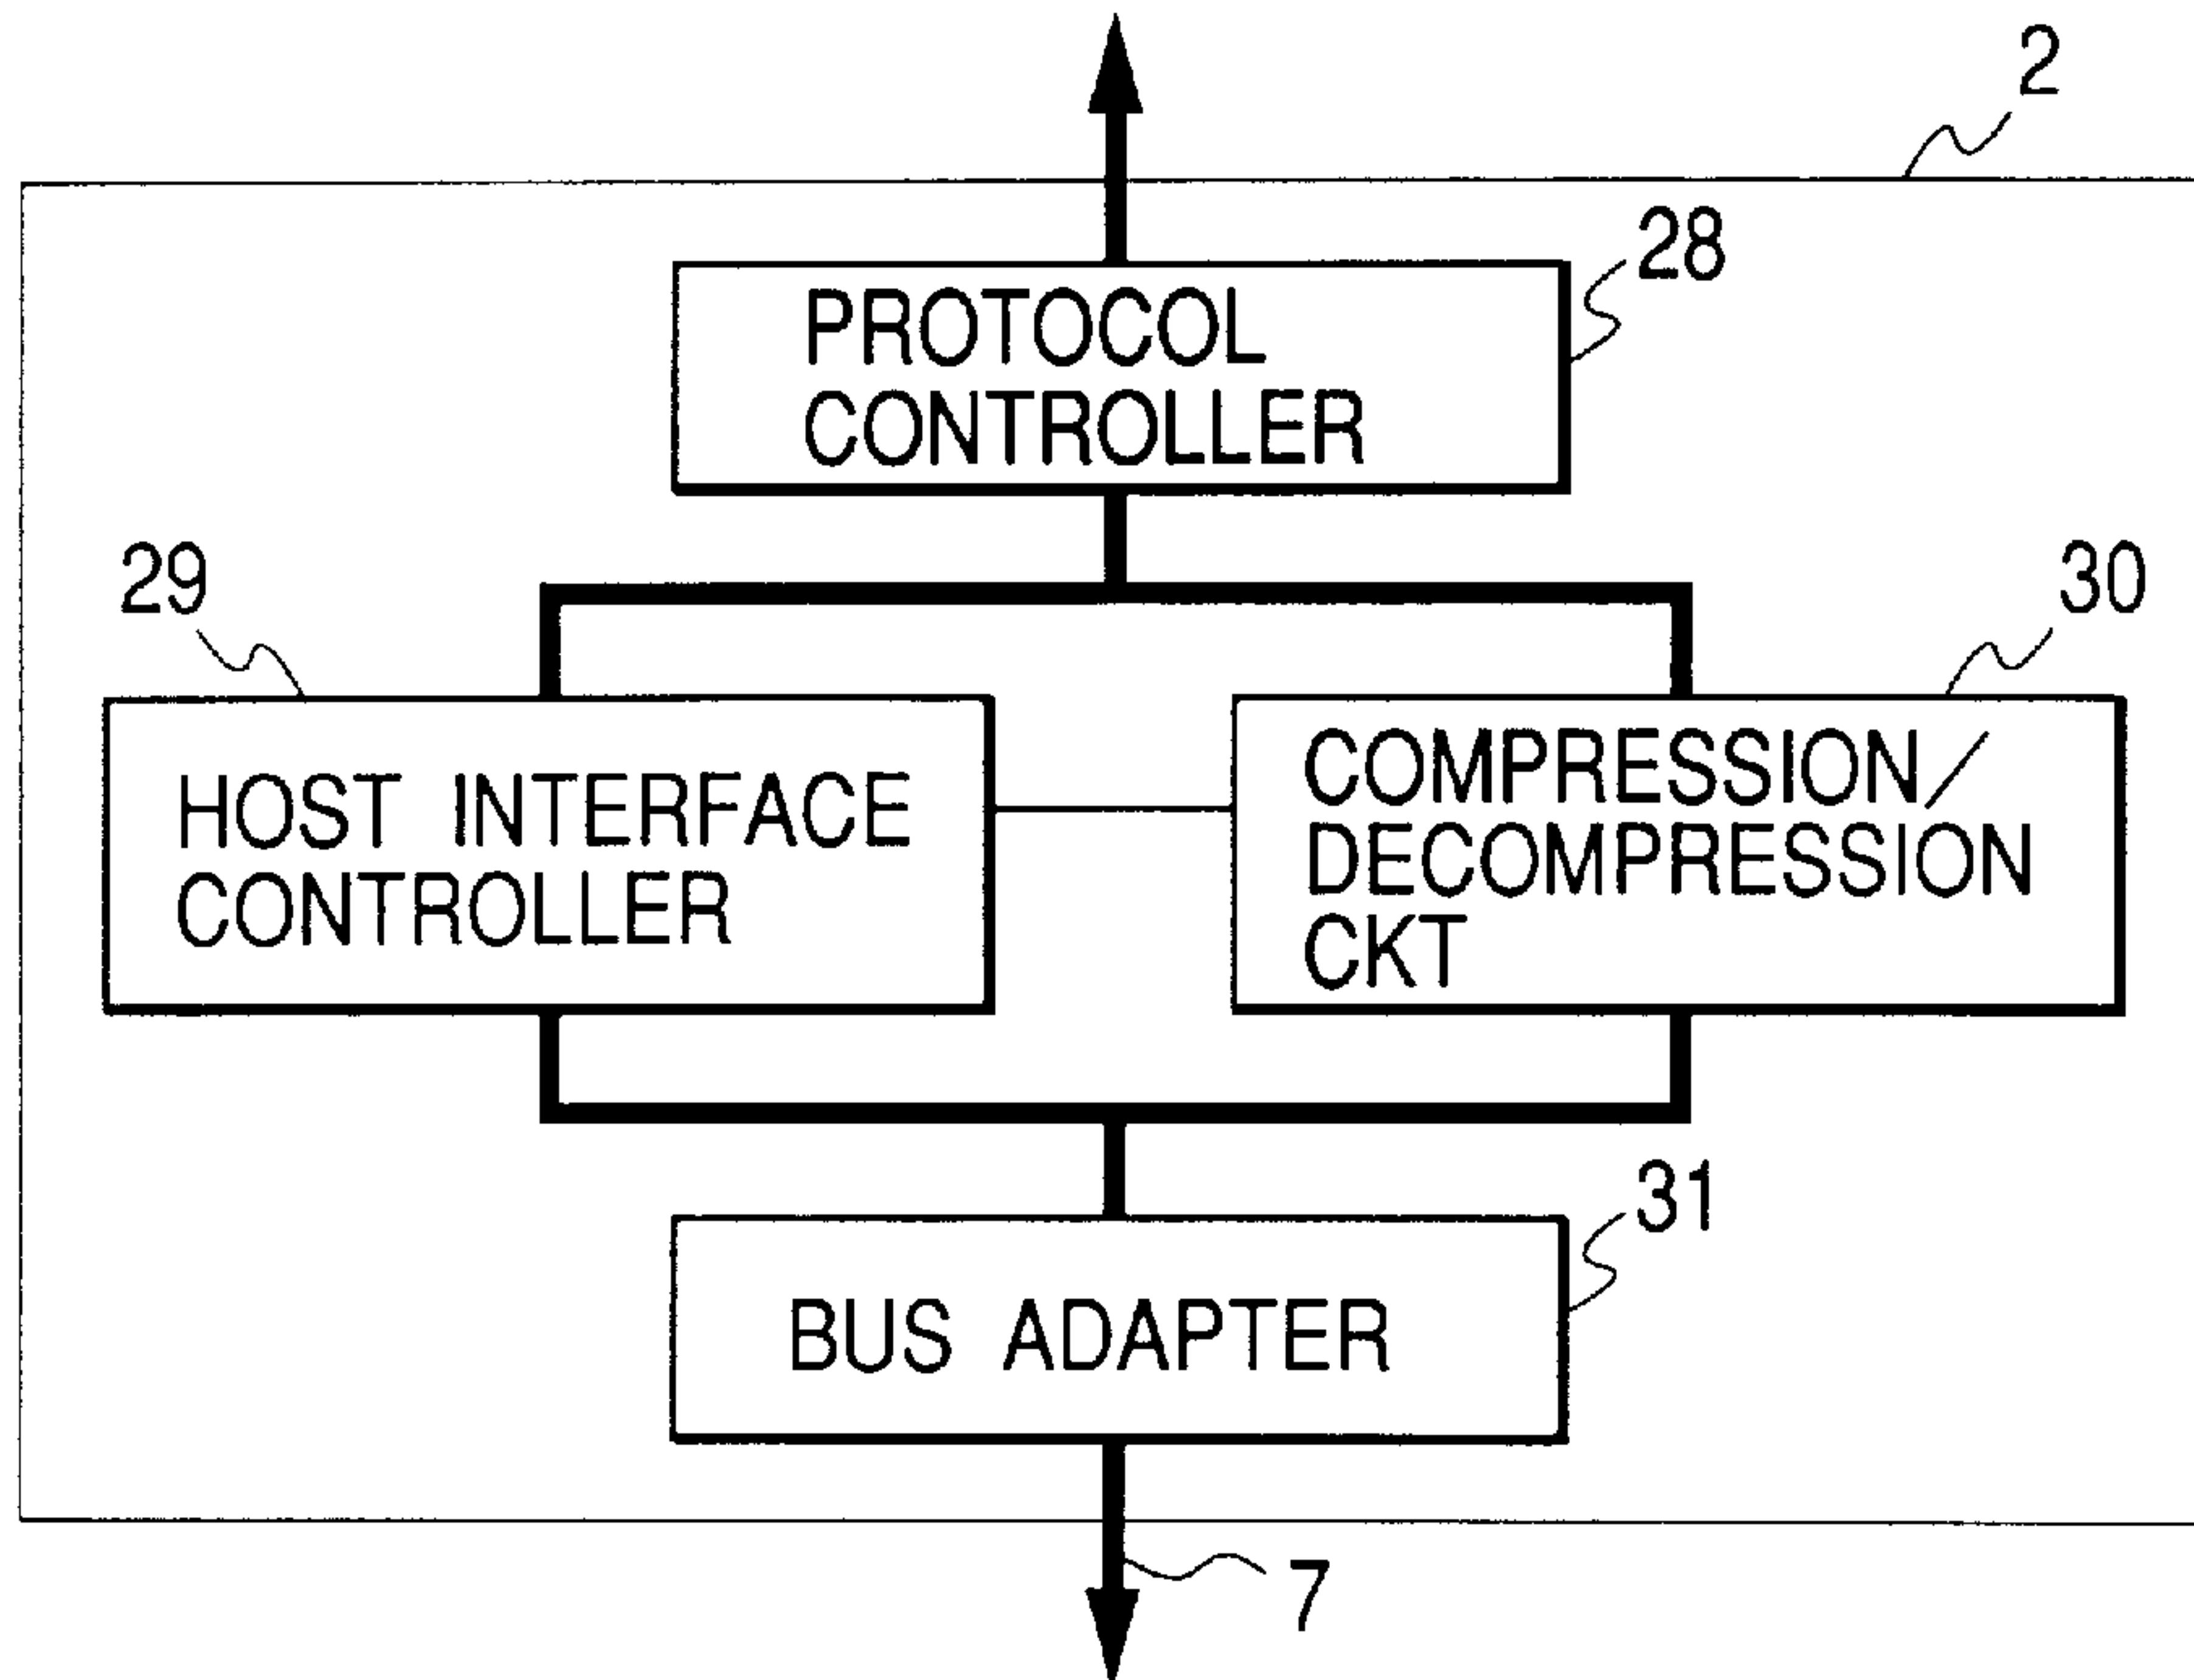 2
28
PROTOCOL
CONTROLLER
29
30
HOST INTERFACE
CONTROLLER
COMPRESSION/
DECOMPRESSION
CKT
31
BUS ADAPTER
7